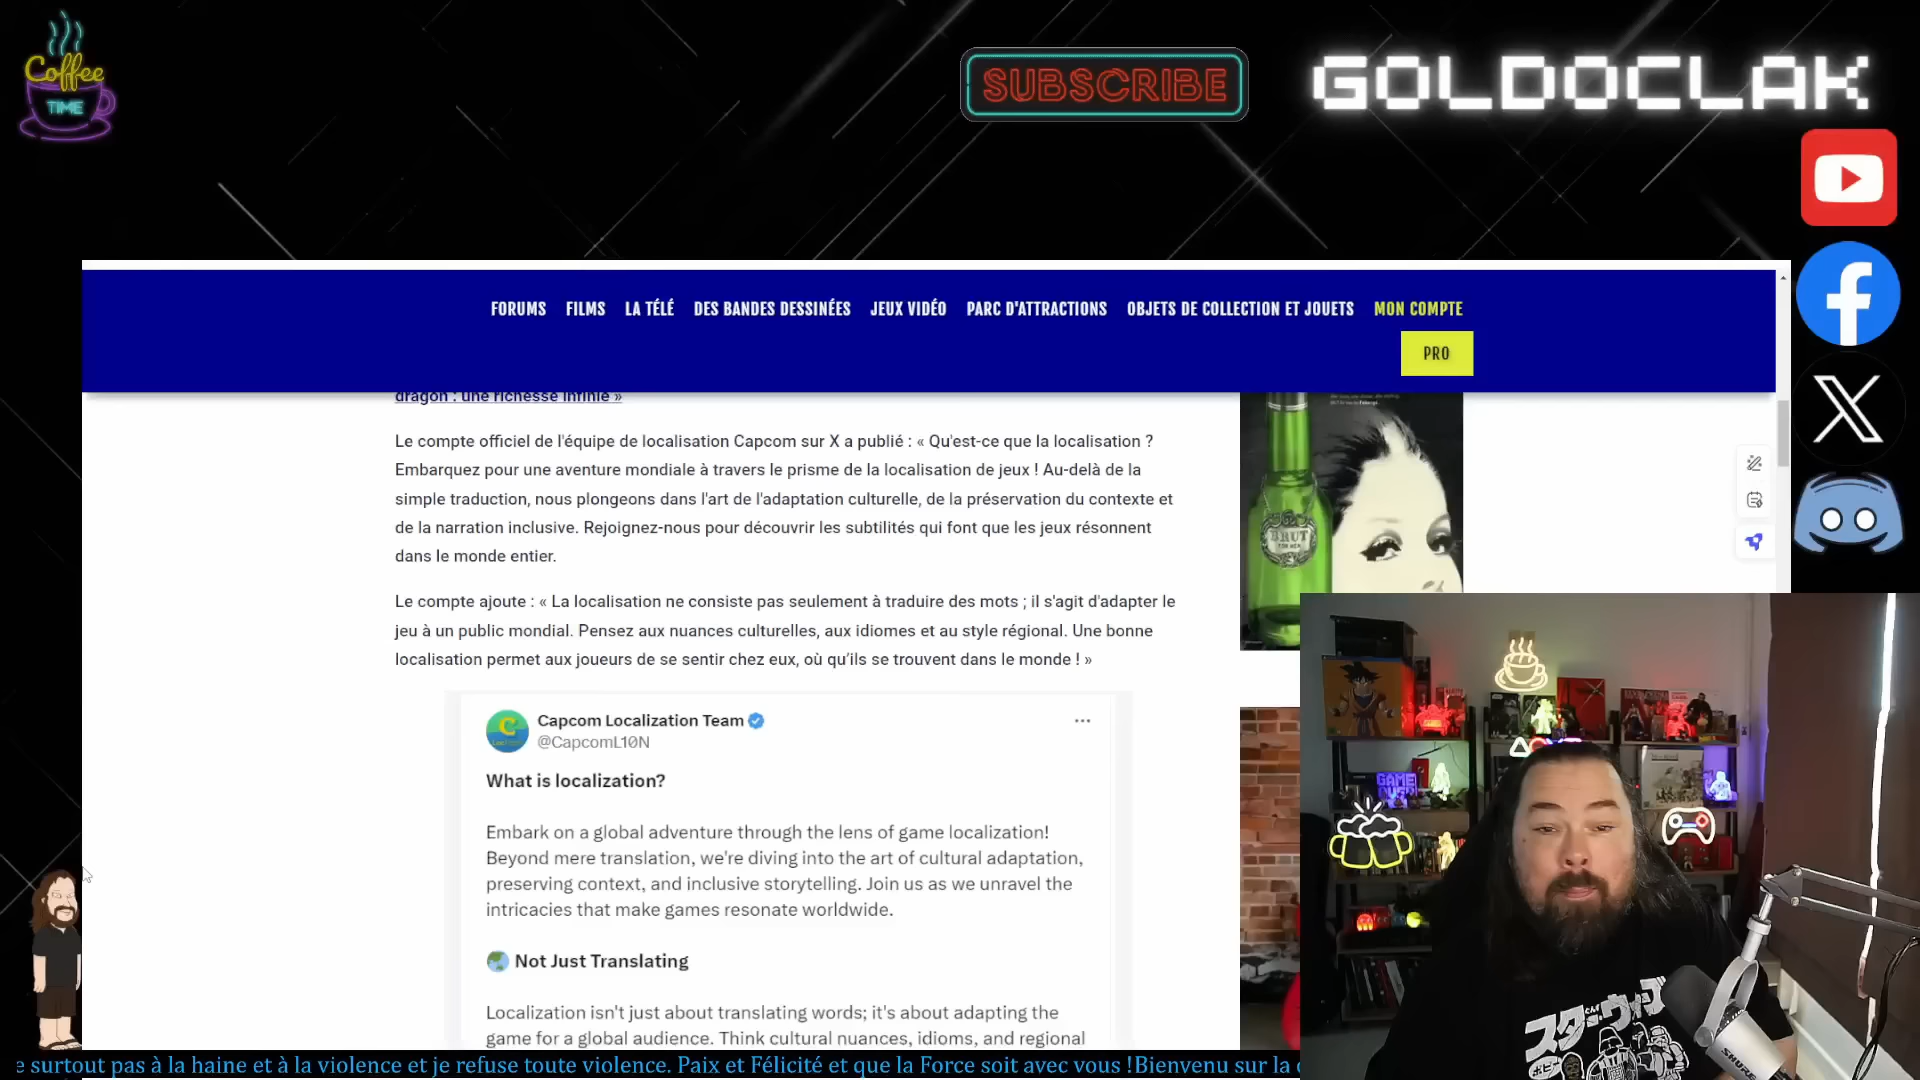 Coffee
TIME
SUBSCRIBE
GOLDOCLAK
FORUMS FILMS LA TÉLÉ DES BANDES DESSINÉES JEUX VIDÉO PARC D'ATTRACTIONS OBJETS DE COLLECTION ET JOUETS MON COMPTE
PRO
dragon : une richesse infinie »
Le compte officiel de l'équipe de localisation Capcom sur X a publié : « Qu'est-ce que la localisation ?
Embarquez pour une aventure mondiale à travers le prisme de la localisation de jeux ! Au-delà de la
simple traduction, nous plongeons dans l'art de l'adaptation culturelle, de la préservation du contexte et
de la narration inclusive. Rejoignez-nous pour découvrir les subtilités qui font que les jeux résonnent
dans le monde entier.
Le compte ajoute : « La localisation ne consiste pas seulement à traduire des mots ; il s'agit d'adapter le
jeu à un public mondial. Pensez aux nuances culturelles, aux idiomes et au style régional. Une bonne
localisation permet aux joueurs de se sentir chez eux, où qu'ils se trouvent dans le monde ! »
BRUT
Capcom Localization Team
@CapcomL10N
What is localization?
Embark on a global adventure through the lens of game localization!
Beyond mere translation, we're diving into the art of cultural adaptation,
preserving context, and inclusive storytelling. Join us as we unravel the
intricacies that make games resonate worldwide.
Not Just Translating
Localization isn't just about translating words; it's about adapting the
game for a global audience. Think cultural nuances, idioms, and regional
GAME
OVER
スター・ウォーズ
SHURE
e surtout pas à la haine et à la violence et je refuse toute violence. Paix et Félicité et que la Force soit avec vous !Bienvenu sur la